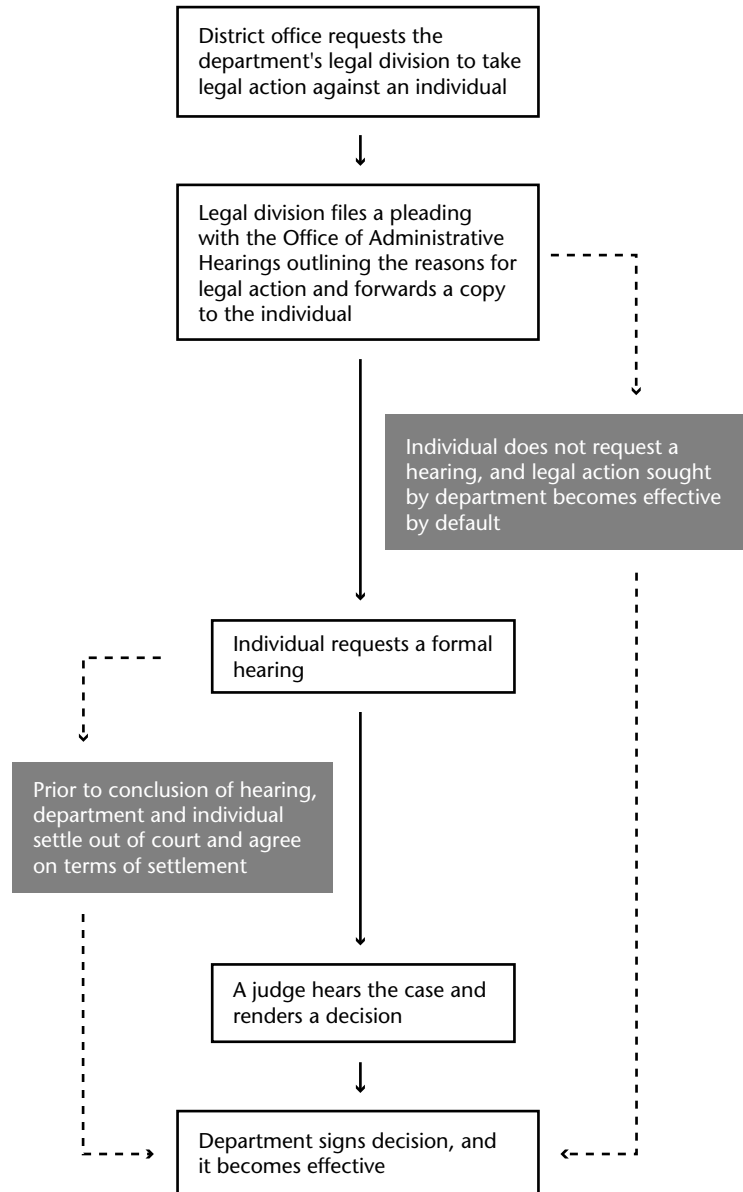 District office requests the
department's legal division to take
legal action against an individual
Legal division files a pleading
with the Office of Administrative
Hearings outlining the reasons for
legal action and forwards a copy
to the individual
Individual does not request a
hearing, and legal action sought
by department becomes effective
by default
Individual requests a formal
hearing
Prior to conclusion of hearing,
department and individual
settle out of court and agree
on terms of settlement
A judge hears the case and
renders a decision
Department signs decision, and
it becomes effective